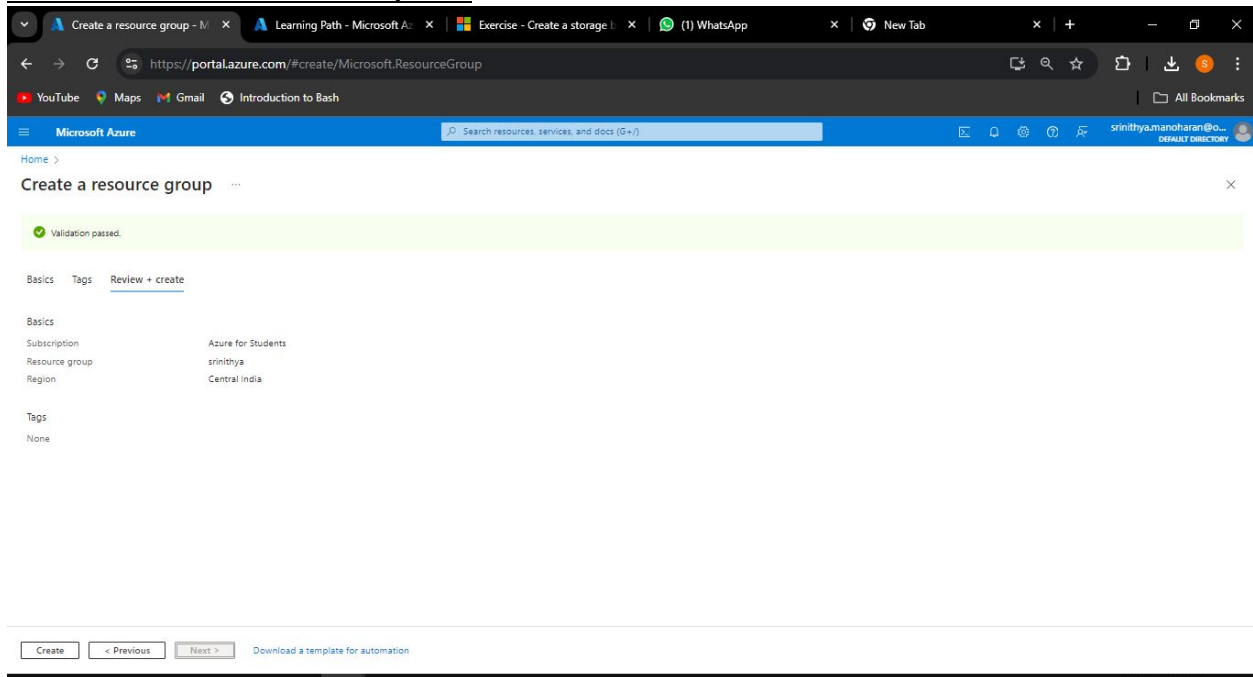 Create a resource group - M
Learning Path - Microsoft Az
Exercise - Create a storage b
(1) WhatsApp
New Tab
https://portal.azure.com/#create/Microsoft.ResourceGroup
S
YouTube Maps Gmail Introduction to Bash
All Bookmarks
Microsoft Azure
Search resources, services, and docs (G+/)
srinithya.manoharan@o...
DEFAULT DIRECTORY
Home >
Create a resource group ...
Validation passed.
Basics Tags Review + create
Basics
Subscription Azure for Students
Resource group srinithya
Region Central India
Tags
None
Create < Previous Next > Download a template for automation